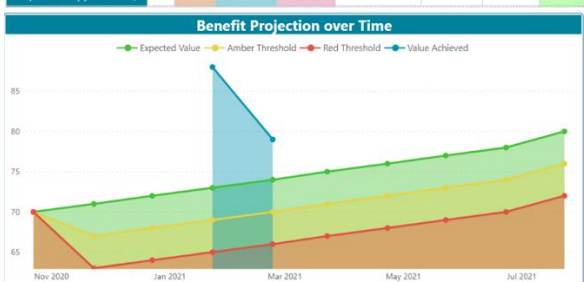 Benefit Projection over Time
Expected Value Amber Threshold Red Threshold Value Achieved
85
80
75
70
65
Nov 2020 Jan 2021 Mar 2021 May 2021 Jul 2021